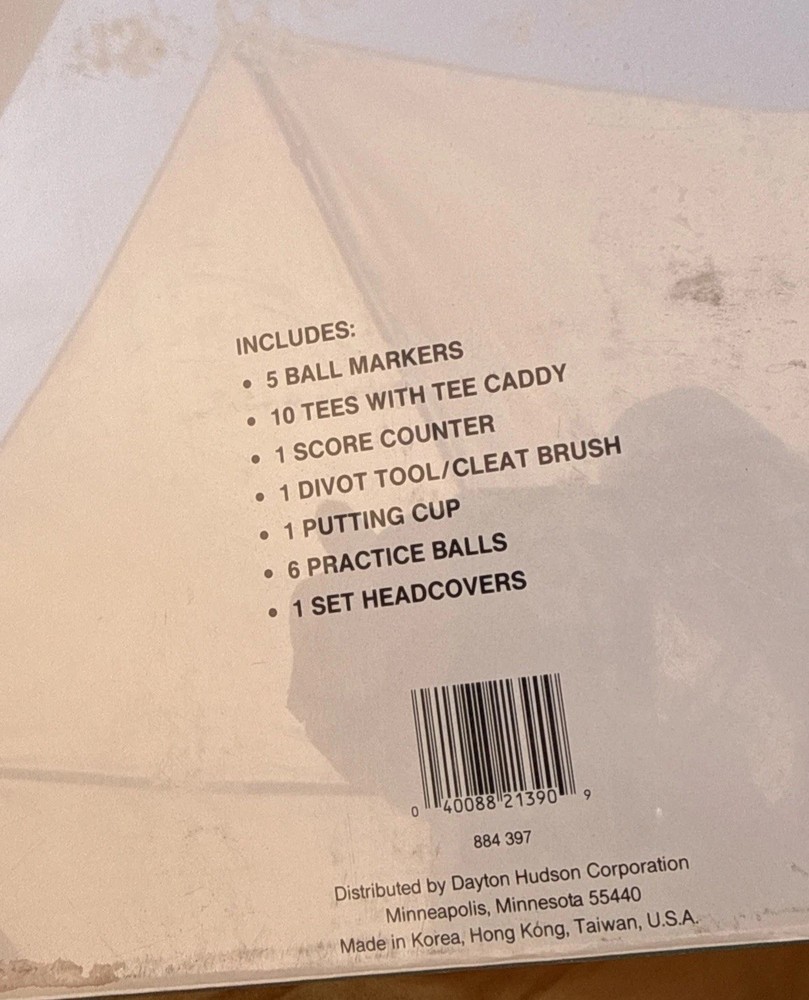 INCLUDES:
• 5 BALL MARKERS
• 10 TEES WITH TEE CADDY
• 1 SCORE COUNTER
• 1 DIVOT TOOL/CLEAT BRUSH
• 1 PUTTING CUP
• 6 PRACTICE BALLS
• 1 SET HEADCOVERS
0 40088 21390 9
884 397
Distributed by Dayton Hudson Corporation
Minneapolis, Minnesota 55440
Made in Korea, Hong Kong, Taiwan, U.S.A.